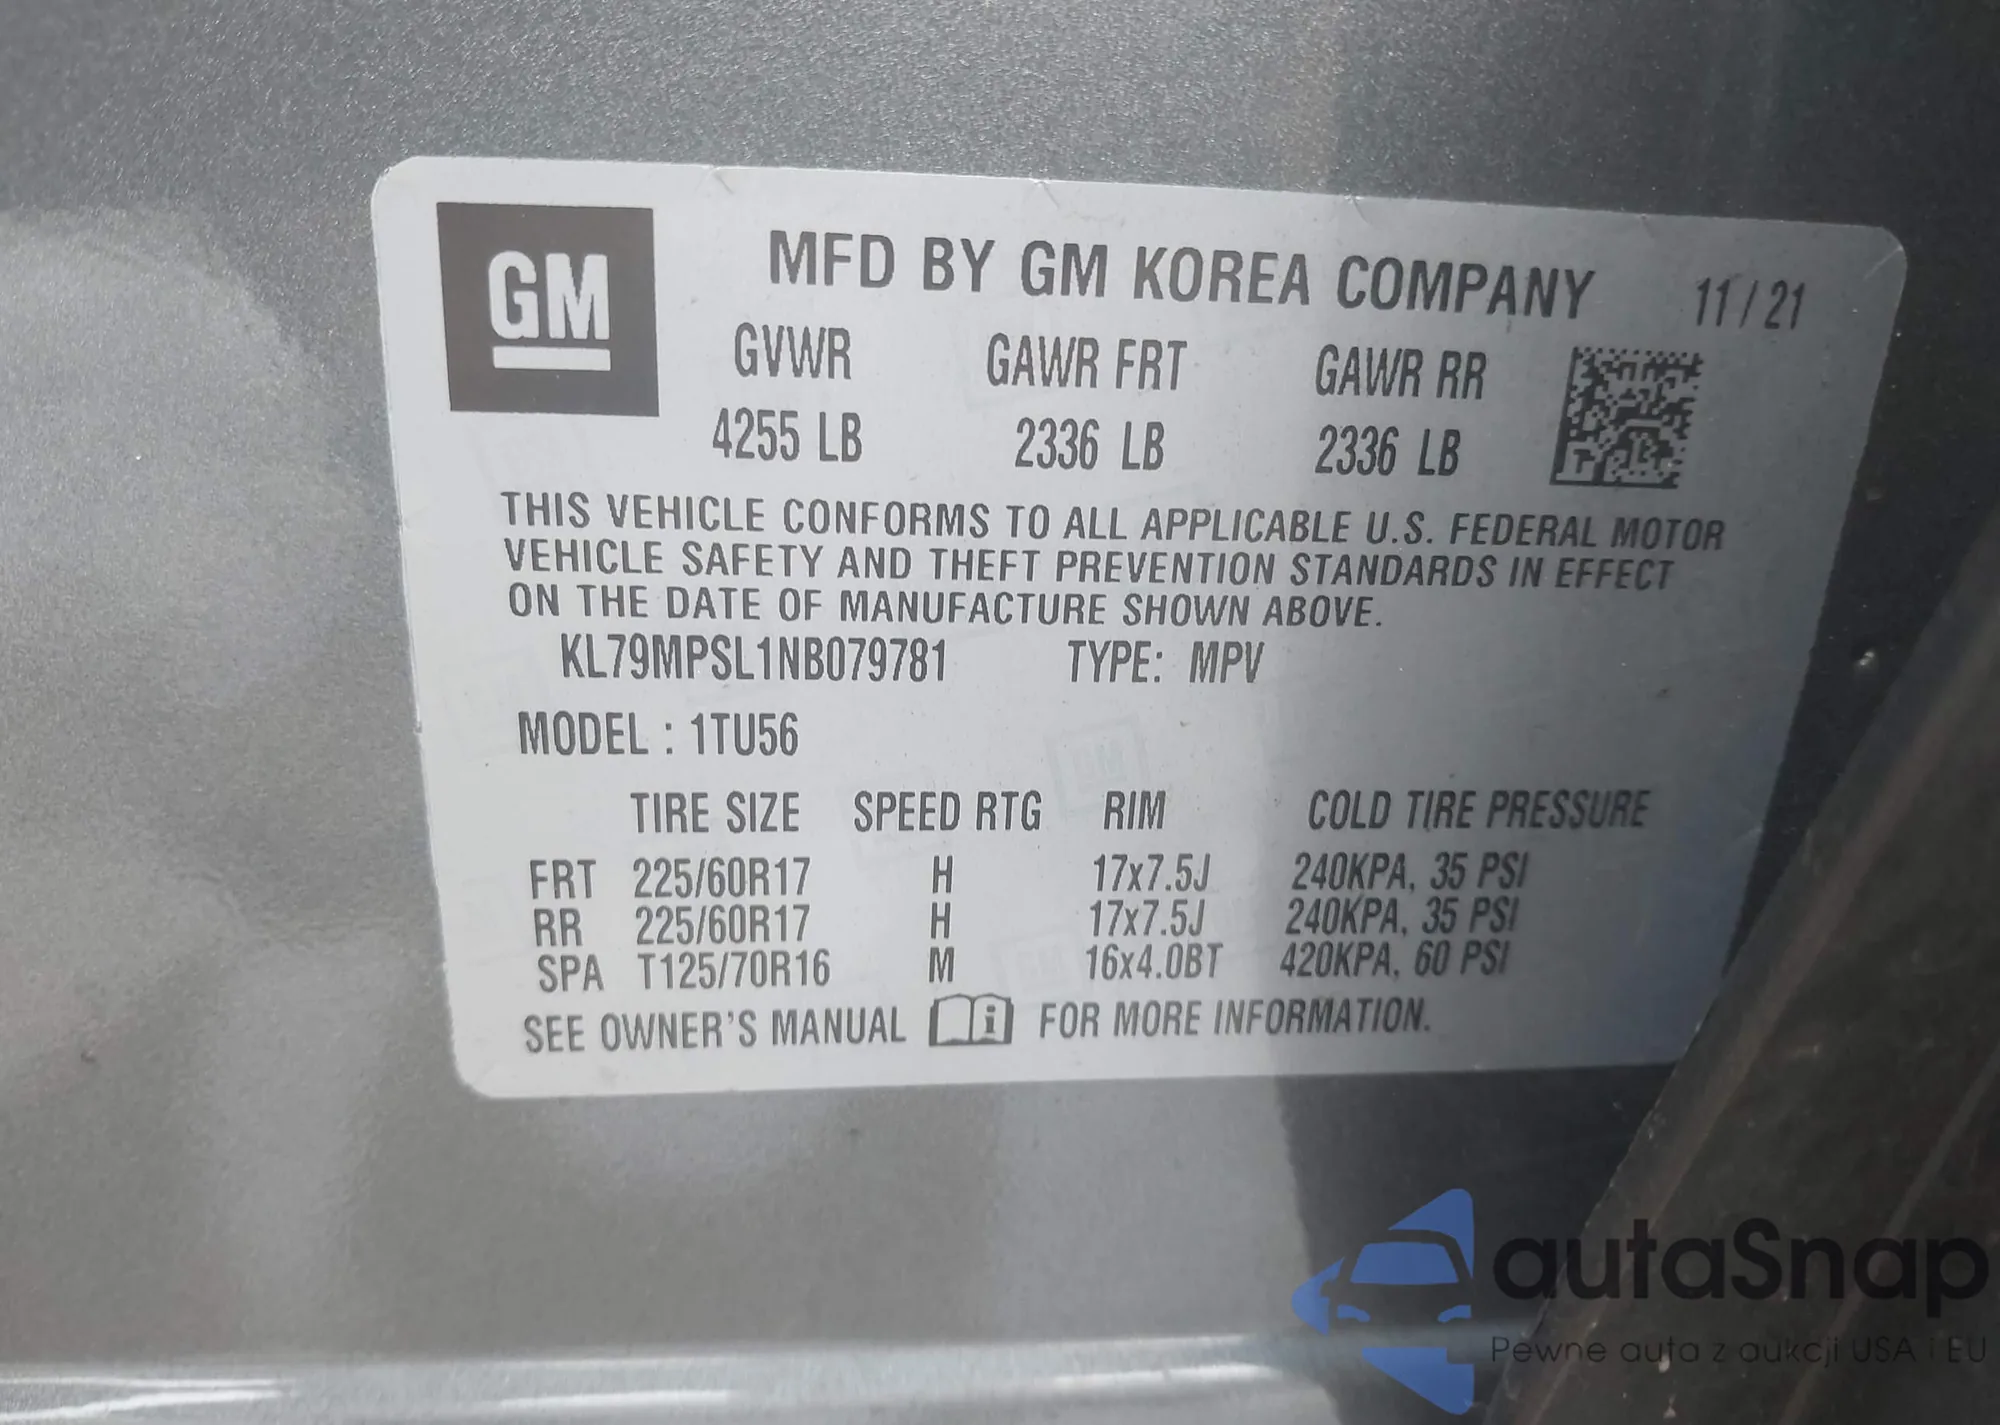 GM
MFD BY GM KOREA COMPANY 11/21
GVWR GAWR FRT GAWR RR
4255 LB 2336 LB 2336 LB
THIS VEHICLE CONFORMS TO ALL APPLICABLE U.S. FEDERAL MOTOR
VEHICLE SAFETY AND THEFT PREVENTION STANDARDS IN EFFECT
ON THE DATE OF MANUFACTURE SHOWN ABOVE.
KL79MPSL1NB079781 TYPE: MPV
MODEL : 1TU56
TIRE SIZE SPEED RTG RIM COLD TIRE PRESSURE
FRT 225/60R17 H 17x7.5J 240KPA, 35 PSI
RR 225/60R17 H 17x7.5J 240KPA, 35 PSI
SPA T125/70R16 M 16x4.0BT 420KPA, 60 PSI
SEE OWNER'S MANUAL i FOR MORE INFORMATION.
autaSnap
Pewne auta z aukcji USA i EU